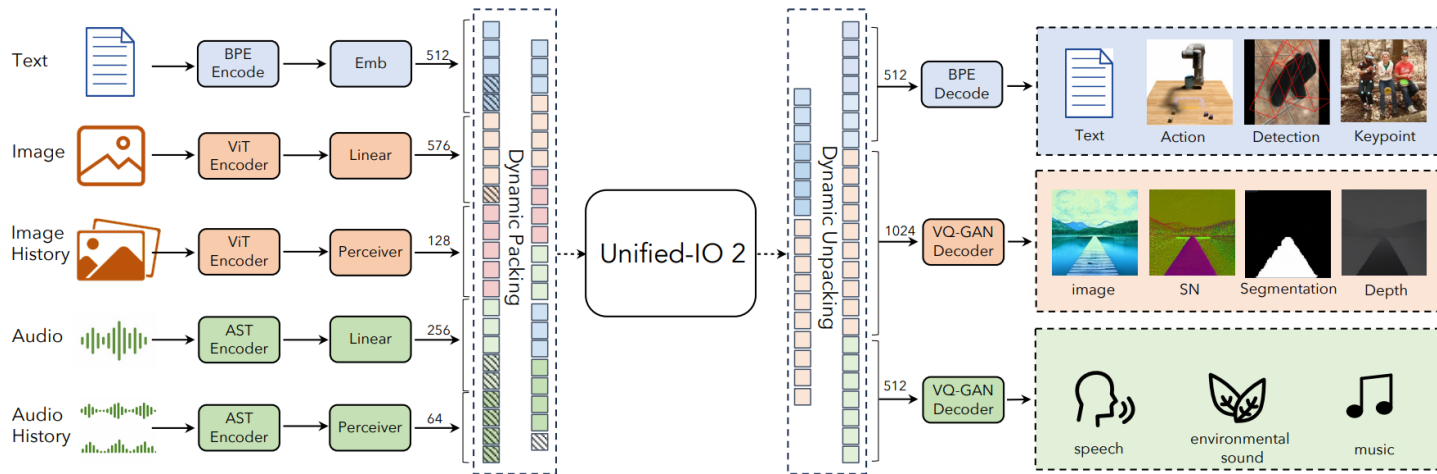 Text
BPE
Encode
Emb
512
Image
ViT
Encoder
Linear
576
Image
History
ViT
Encoder
Perceiver
128
Audio
AST
Encoder
Linear
256
Audio
History
AST
Encoder
Perceiver
64
Dynamic Packing
Unified-IO 2
Dynamic Unpacking
512
BPE
Decode
Text
Action
Detection
Keypoint
1024
VQ-GAN
Decoder
image
SN
Segmentation
Depth
512
VQ-GAN
Decoder
speech
environmental
sound
music